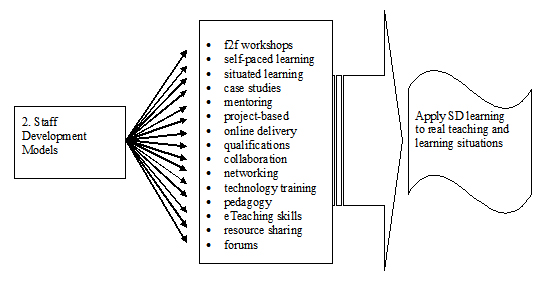 2. Staff
Development
Models
• f2f workshops
• self-paced learning
• situated learning
• case studies
• mentoring
• project-based
• online delivery
• qualifications
• collaboration
• networking
• technology training
• pedagogy
• eTeaching skills
• resource sharing
• forums
Apply SD learning
to real teaching and
learning situations